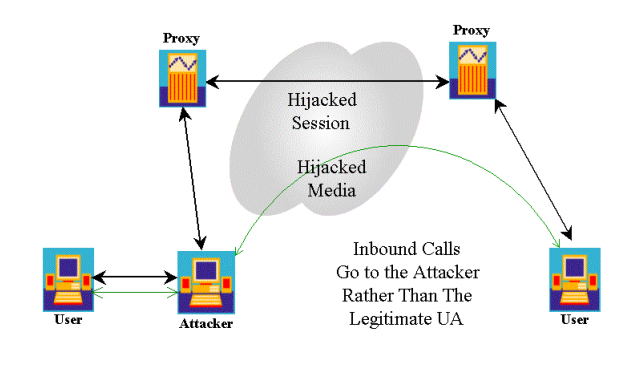 Proxy
Proxy
Hijacked
Session
Hijacked
Media
Inbound Calls
Go to the Attacker
Rather Than The
Legitimate UA
User
Attacker
User